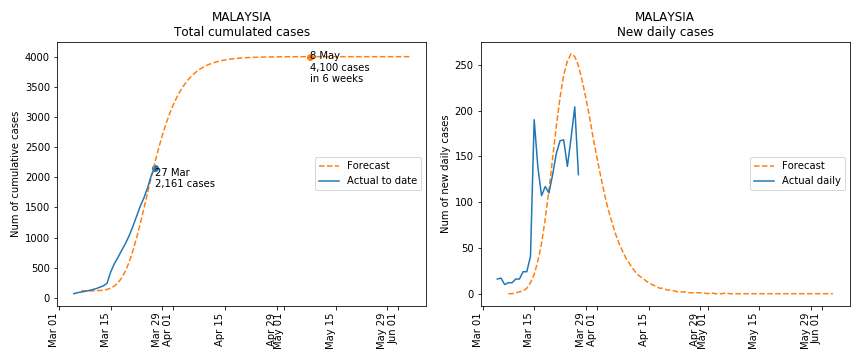 MALAYSIA
Total cumulated cases
Num of cumulative cases
4000
3500
3000
2500
2000
1500
1000
500
0
8 May
4,100 cases
in 6 weeks
27 Mar
2,161 cases
Forecast
Actual to date
Mar 01
Mar 15
Mar 29
Apr 01
Apr 15
Apr 29
May 01
May 15
May 29
Jun 01
MALAYSIA
New daily cases
Num of new daily cases
250
200
150
100
50
0
Forecast
Actual daily
Mar 01
Mar 15
Mar 29
Apr 01
Apr 15
Apr 29
May 01
May 15
May 29
Jun 01